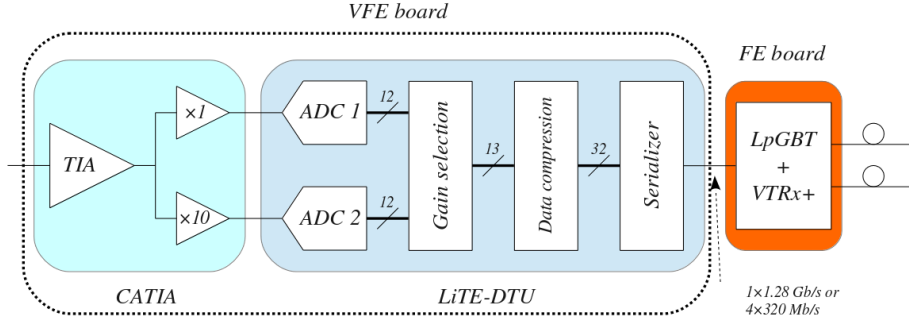 VFE board
FE board
TIA
×1
×10
ADC 1
ADC 2
12
12
Gain selection
13
Data compression
32
Serializer
LpGBT
+
VTRx+
CATIA
LiTE-DTU
1×1.28 Gb/s or
4×320 Mb/s